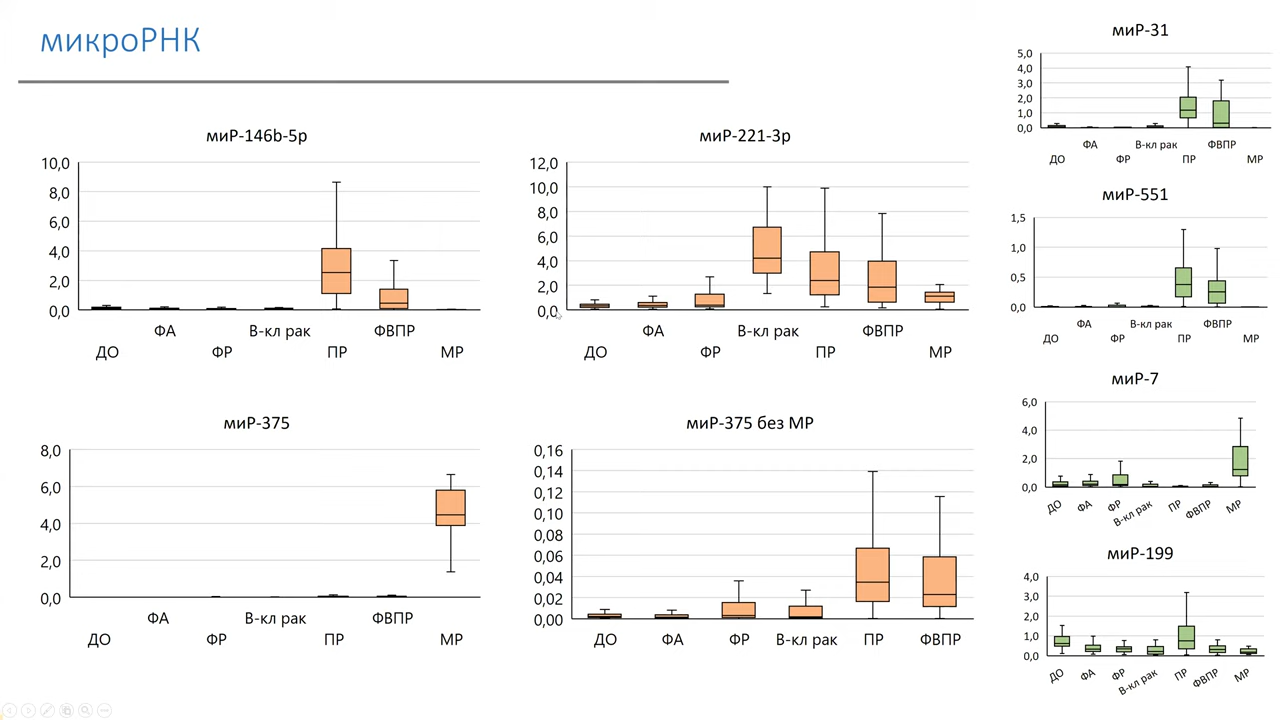 микроРНК
миР-146b-5p
10,0
8,0
6,0
4,0
2,0
0,0
ФА
В-кл рак
ФВПР
ДО
ФР
ПР
МР
миР-221-3p
12,0
10,0
8,0
6,0
4,0
2,0
0,0
ФА
В-кл рак
ФВПР
ДО
ФР
ПР
МР
миР-375
8,0
6,0
4,0
2,0
0,0
ФА
В-кл рак
ФВПР
ДО
ФР
ПР
МР
миР-375 без МР
0,16
0,14
0,12
0,10
0,08
0,06
0,04
0,02
0,00
ДО
ФА
ФР
В-кл рак
ПР
ФВПР
миР-31
5,0
4,0
3,0
2,0
1,0
0,0
ФА
В-кл рак
ФВПР
ДО
ФР
ПР
МР
миР-551
1,5
1,0
0,5
0,0
ФА
В-кл рак
ФВПР
ДО
ФР
ПР
МР
миР-7
6,0
4,0
2,0
0,0
ДО
ФА
ФР
В-кл рак
ПР
ФВПР
МР
миР-199
4,0
3,0
2,0
1,0
0,0
ДО
ФА
ФР
В-кл рак
ПР
ФВПР
МР